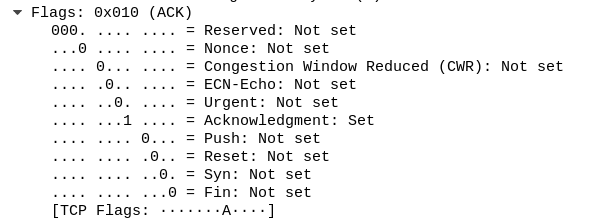 Flags: 0x010 (ACK)
000. .... .... = Reserved: Not set
...0 .... .... = Nonce: Not set
.... 0... .... = Congestion Window Reduced (CWR): Not set
.... .0.. .... = ECN-Echo: Not set
.... ..0. .... = Urgent: Not set
.... ...1 .... = Acknowledgment: Set
.... .... 0... = Push: Not set
.... .... .0.. = Reset: Not set
.... .... ..0. = Syn: Not set
.... .... ...0 = Fin: Not set
[TCP Flags: ·······A····]